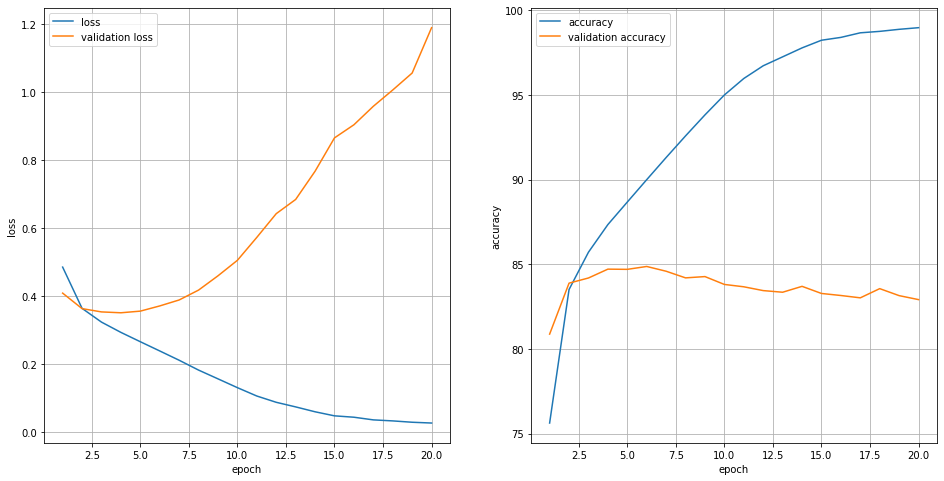 loss
validation loss
1.2
1.0
0.8
0.6
0.4
0.2
0.0
loss
2.5 5.0 7.5 10.0 12.5 15.0 17.5 20.0
epoch
accuracy
validation accuracy
100
95
90
85
80
75
accuracy
2.5 5.0 7.5 10.0 12.5 15.0 17.5 20.0
epoch